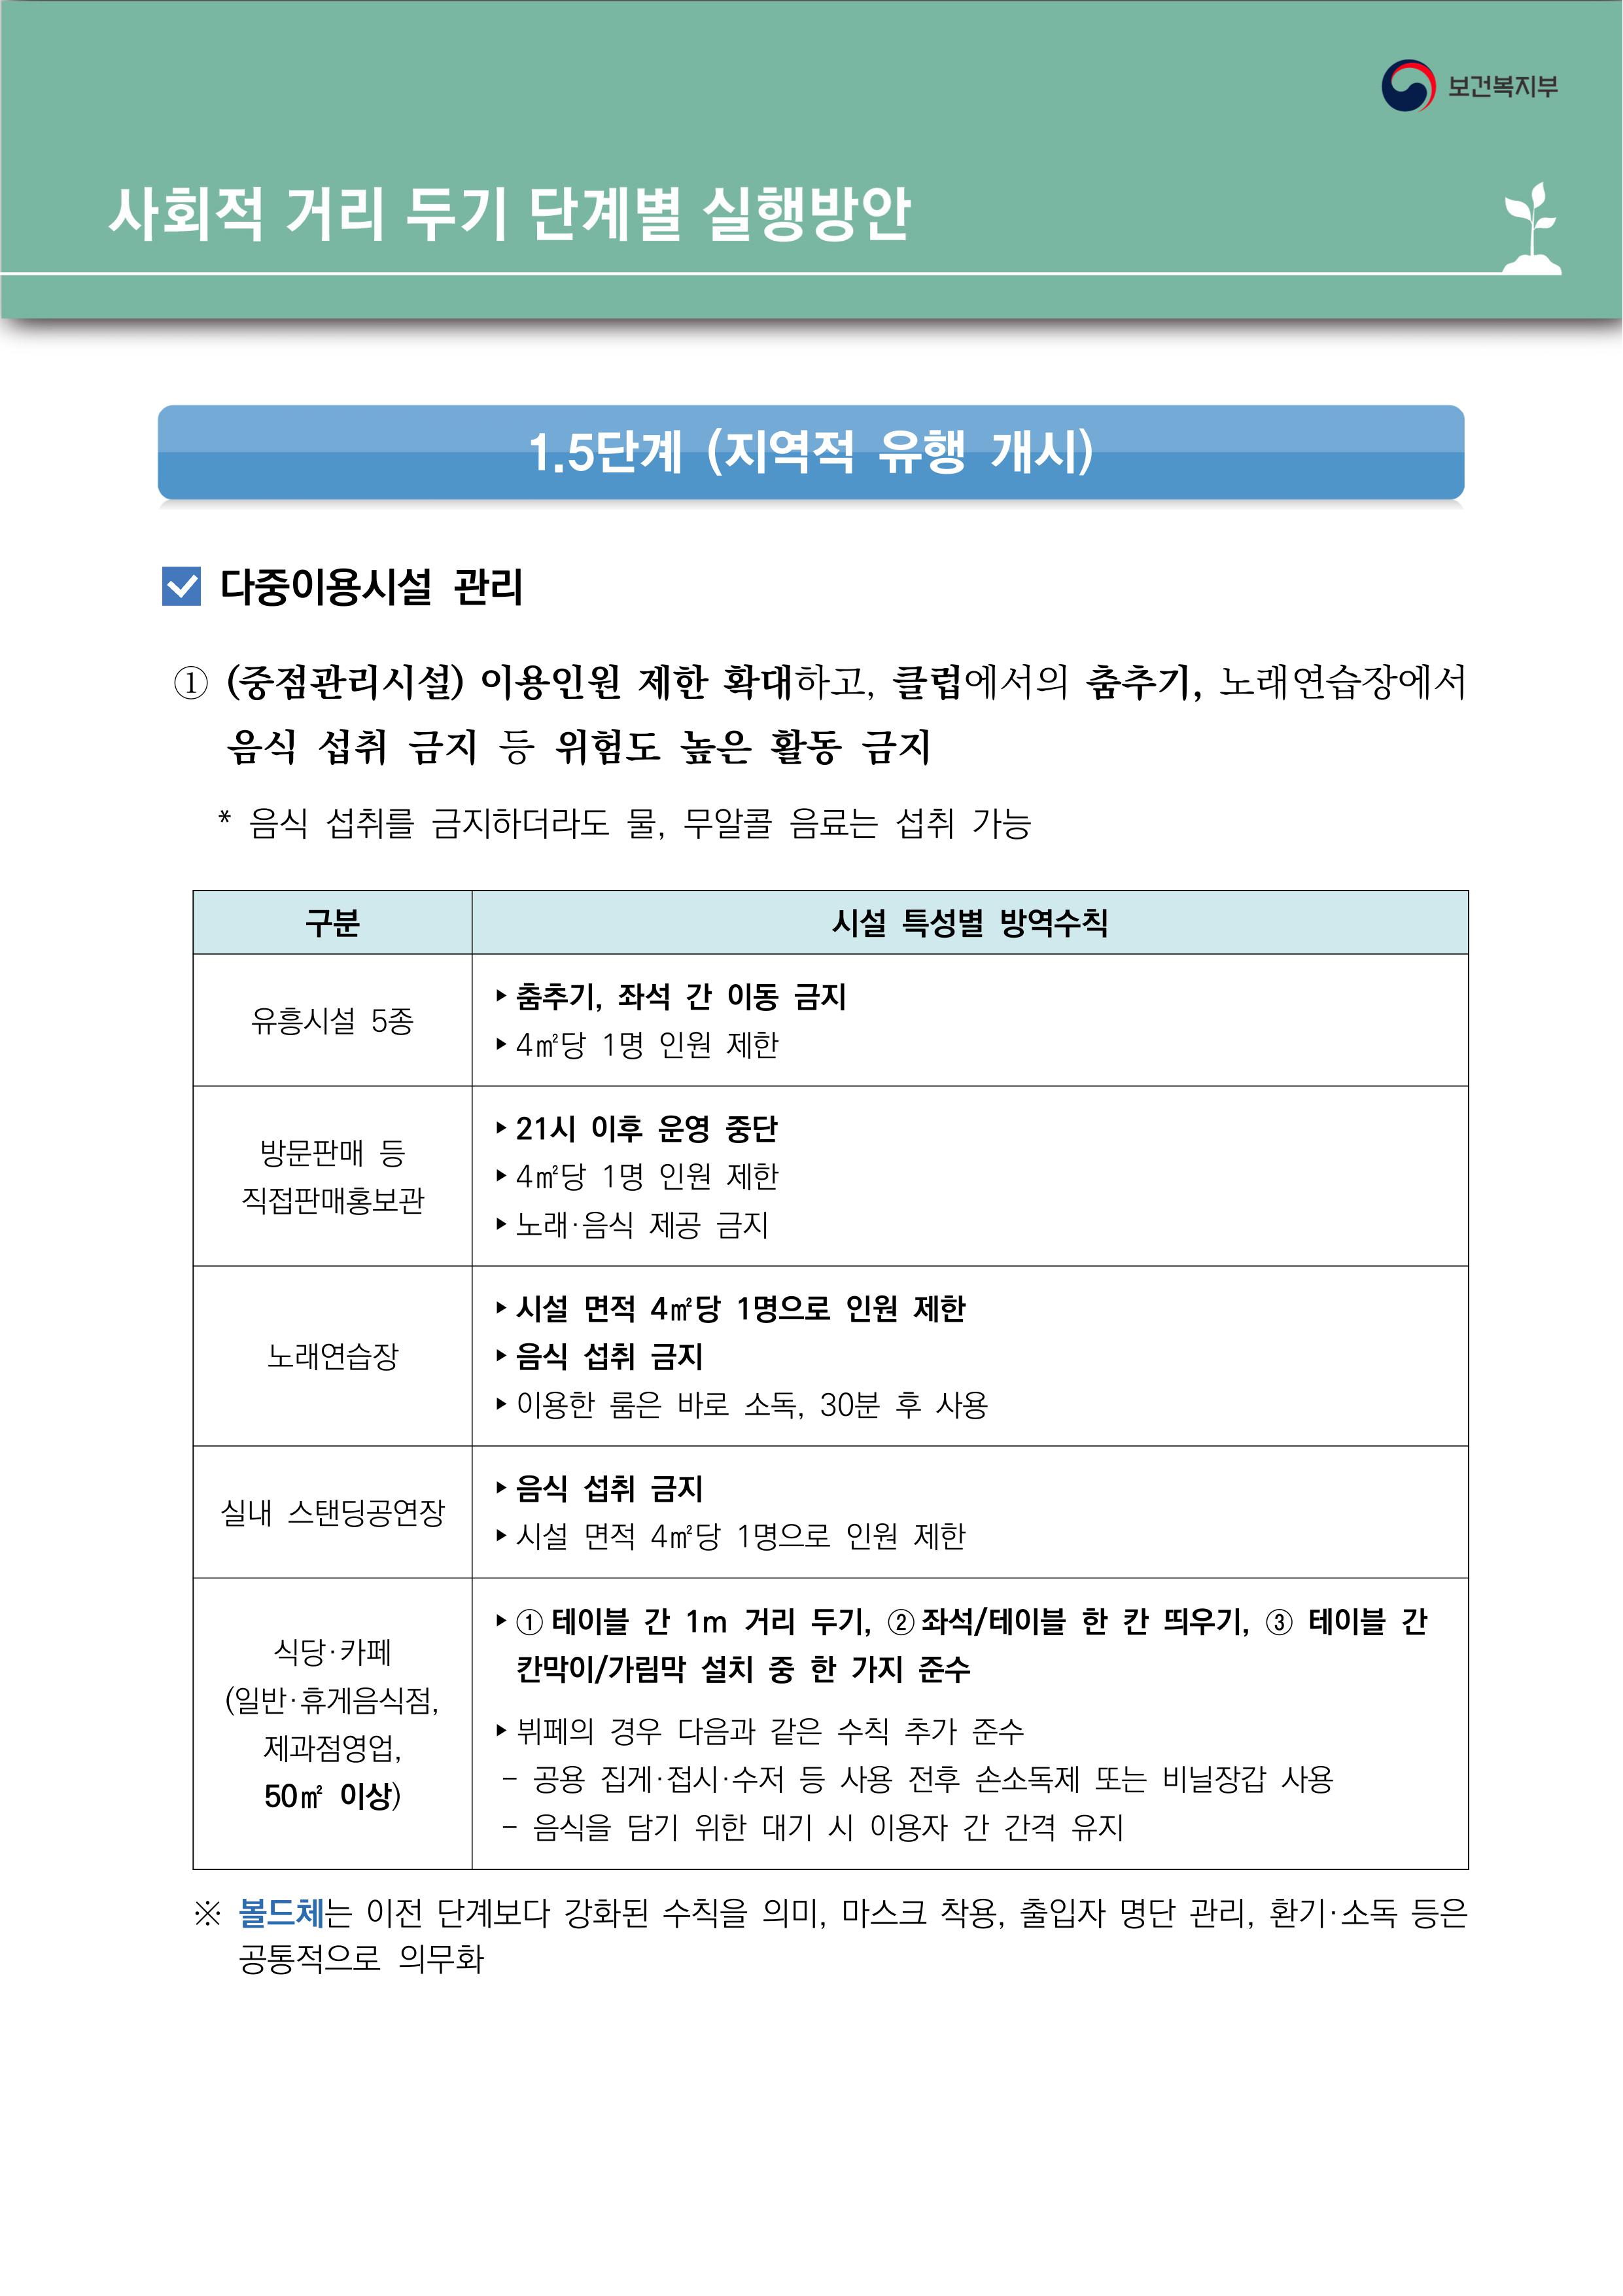 보건복지부
사회적 거리 두기 단계별 실행방안
1.5단계 (지역적 유행 개시)
다중이용시설 관리
① (중점관리시설) 이용인원 제한 확대하고, 클럽에서의 춤추기, 노래연습장에서
음식 섭취 금지 등 위험도 높은 활동 금지
* 음식 섭취를 금지하더라도 물, 무알콜 음료는 섭취 가능
구분
시설 특성별 방역수칙
유흥시설 5종
▸춤추기, 좌석 간 이동 금지
▸4㎡당 1명 인원 제한
방문판매 등
직접판매홍보관
▸21시 이후 운영 중단
▸4㎡당 1명 인원 제한
▸노래·음식 제공 금지
노래연습장
▸시설 면적 4㎡당 1명으로 인원 제한
▸음식 섭취 금지
▸이용한 룸은 바로 소독, 30분 후 사용
실내 스탠딩공연장
▸음식 섭취 금지
▸시설 면적 4㎡당 1명으로 인원 제한
식당·카페
(일반·휴게음식점,
제과점영업,
50㎡ 이상)
▸① 테이블 간 1m 거리 두기, ② 좌석/테이블 한 칸 띄우기, ③ 테이블 간
칸막이/가림막 설치 중 한 가지 준수
▸뷔페의 경우 다음과 같은 수칙 추가 준수
- 공용 집게·접시·수저 등 사용 전후 손소독제 또는 비닐장갑 사용
- 음식을 담기 위한 대기 시 이용자 간 간격 유지
※ 볼드체는 이전 단계보다 강화된 수칙을 의미, 마스크 착용, 출입자 명단 관리, 환기·소독 등은
공통적으로 의무화